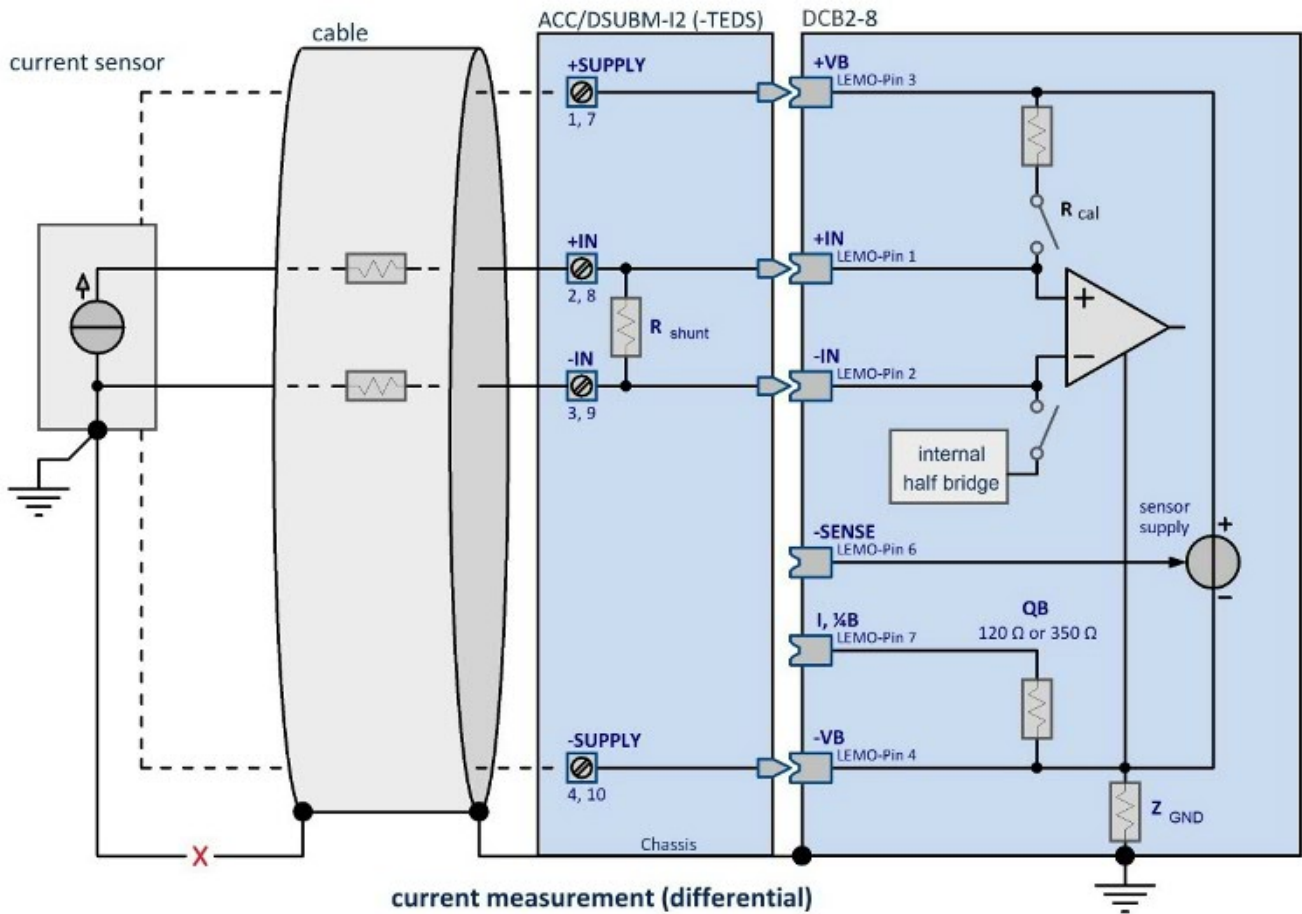 ACC/DSUBM-I2 (-TEDS)
DCB2-8
cable
current sensor
+SUPPLY
1, 7
+VB
LEMO-Pin 3
R cal
+IN
2, 8
+IN
LEMO-Pin 1
R shunt
+
-IN
3, 9
-IN
LEMO-Pin 2
−
internal
half bridge
-SENSE
LEMO-Pin 6
sensor
supply
+
−
I, ¼B
LEMO-Pin 7
QB
120 Ω or 350 Ω
-SUPPLY
4, 10
-VB
LEMO-Pin 4
Z GND
X
Chassis
current measurement (differential)